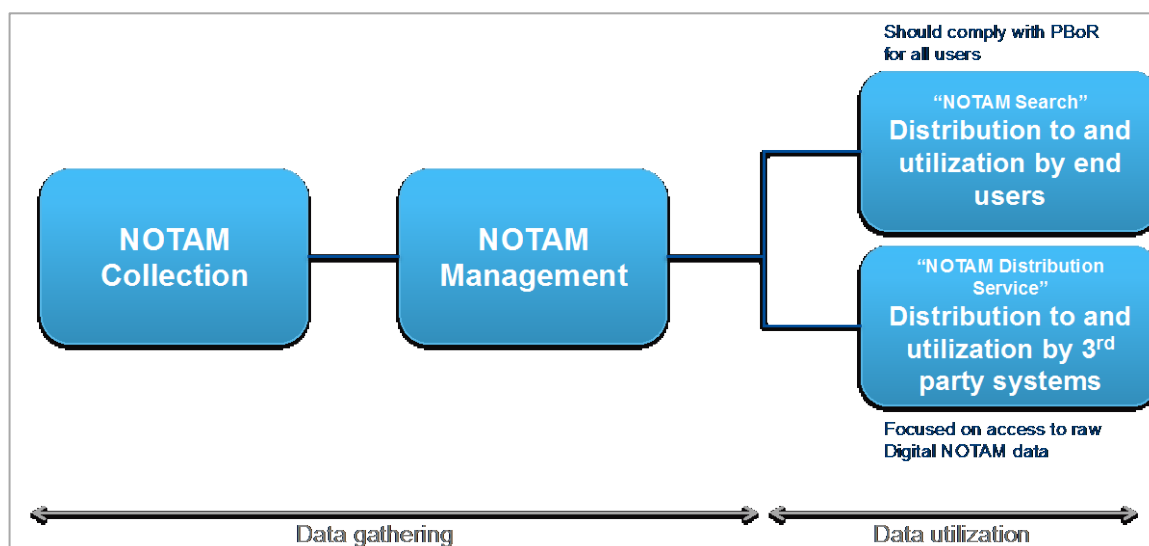 Should comply with PBoR
for all users
“NOTAM Search”
Distribution to and
utilization by end
users
NOTAM
Collection
NOTAM
Management
“NOTAM Distribution
Service”
Distribution to and
utilization by 3rd
party systems
Focused on access to raw
Digital NOTAM data
Data gathering
Data utilization